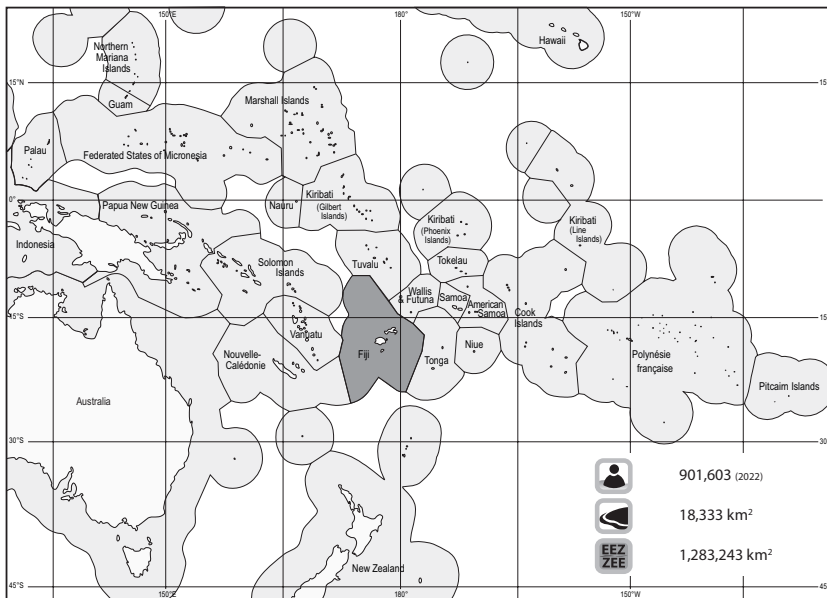 150°E
180°
150°W
Hawaii
Northern
Mariana
Islands
15°N
15
Guam
Marshall Islands
Palau
Federated States of Micronesia
0°
0°
Papua New Guinea
Nauru
Kiribati
(Gilbert
Islands)
Kiribati
(Phoenix
Islands)
Kiribati
(Line
Islands)
Indonesia
Solomon
Islands
Tuvalu
Tokelau
Wallis
& Futuna
Samoa
American
Samoa
Cook
Islands
15°S
15°
Vanuatu
Nouvelle-
Calédonie
Fiji
Tonga
Niue
Polynésie
française
Pitcairn Islands
Australia
30°S
30
901,603 (2022)
18,333 km²
EEZ
ZEE
1,283,243 km²
New Zealand
45°S
45°
150°E
180°
150°W